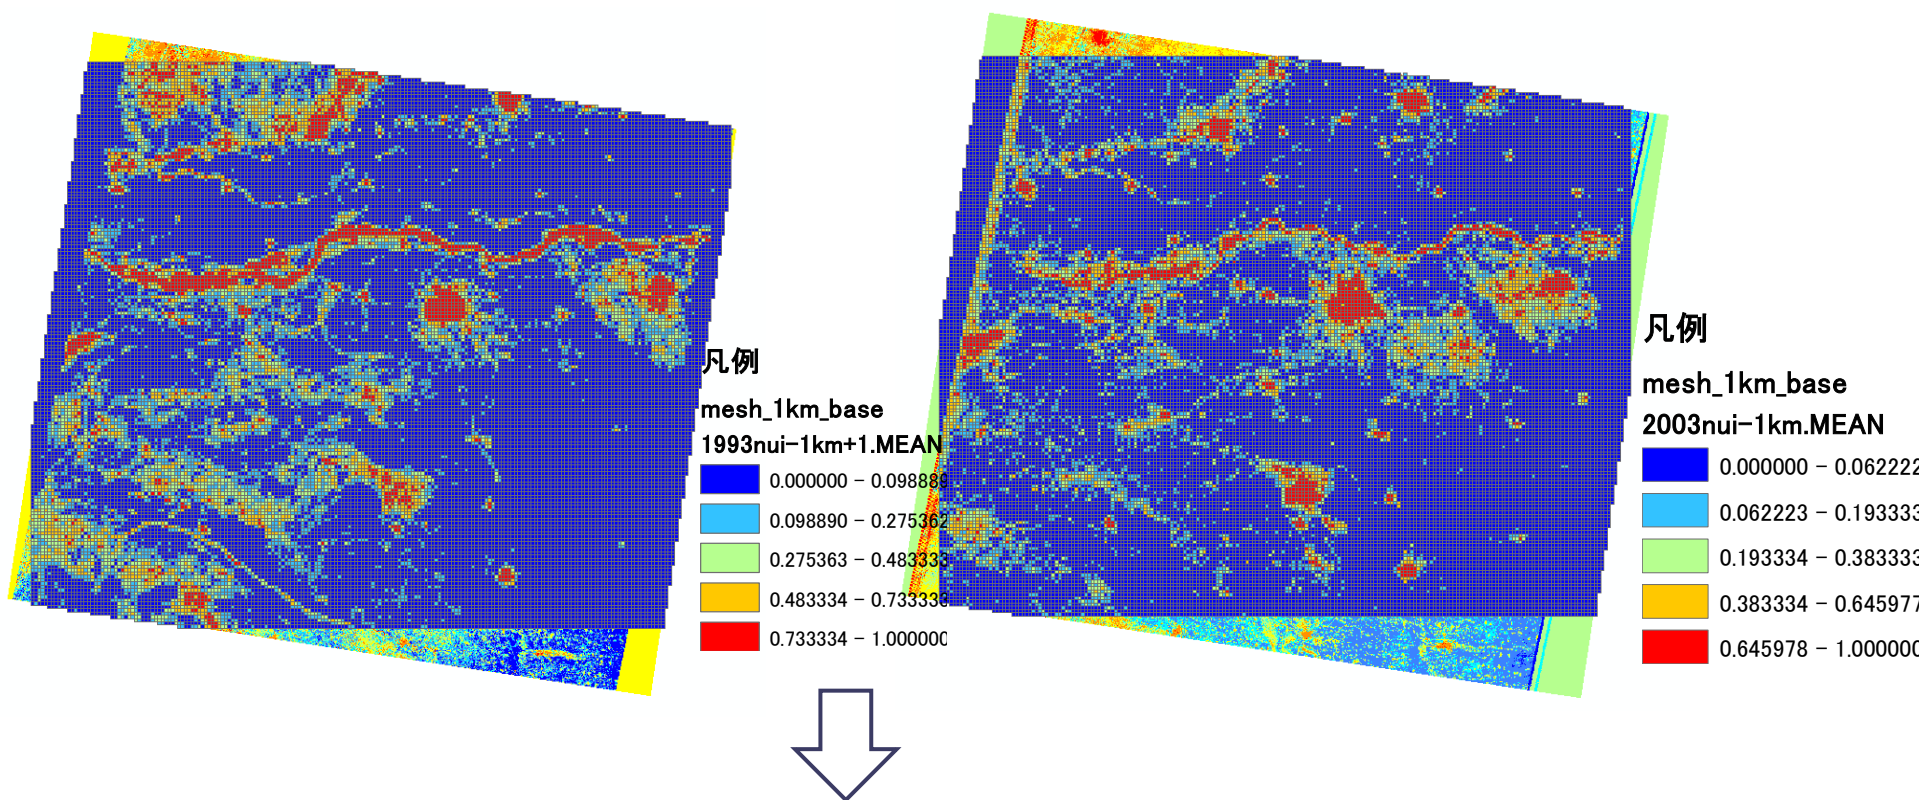 凡例
mesh_1km_base
1993nui-1km+1.MEAN
0.000000 - 0.098889
0.098890 - 0.275362
0.275363 - 0.483333
0.483334 - 0.733333
0.733334 - 1.000000
凡例
mesh_1km_base
2003nui-1km.MEAN
0.000000 - 0.062222
0.062223 - 0.193333
0.193334 - 0.383333
0.383334 - 0.645977
0.645978 - 1.000000